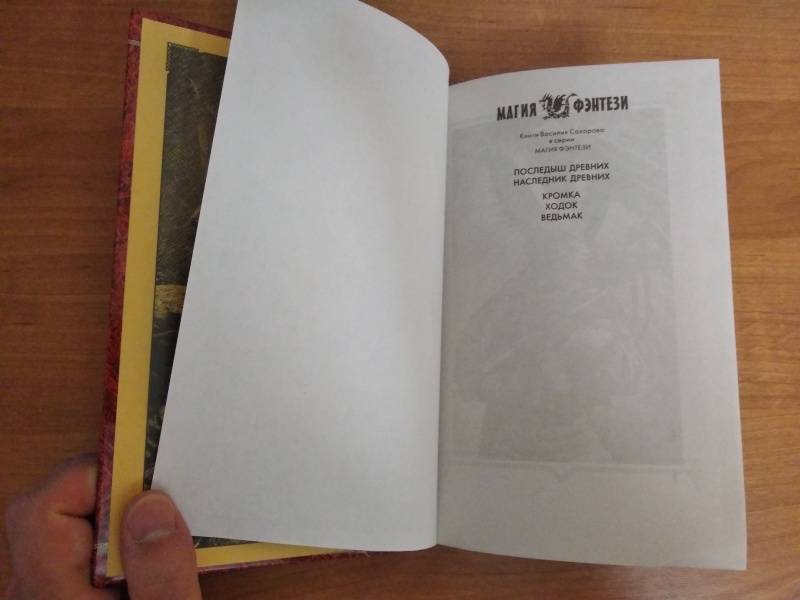 МАГИЯ ФЭНТЕЗИ
Книги Василия Сахарова
в серии
МАГИЯ ФЭНТЕЗИ
ПОСЛЕДЫШ ДРЕВНИХ
НАСЛЕДНИК ДРЕВНИХ
КРОМКА
ХОДОК
ВЕДЬМАК